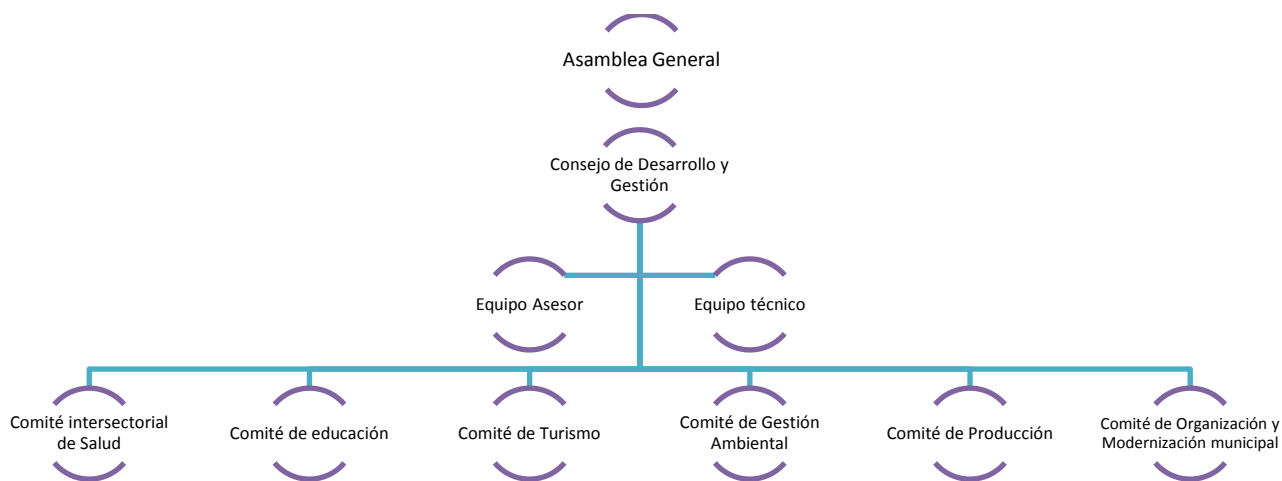 Asamblea General
Consejo de Desarrollo y
Gestión
Equipo Asesor
Equipo técnico
Comité intersectorial
de Salud
Comité de educación
Comité de Turismo
Comité de Gestión
Ambiental
Comité de Producción
Comité de Organización y
Modernización municipal